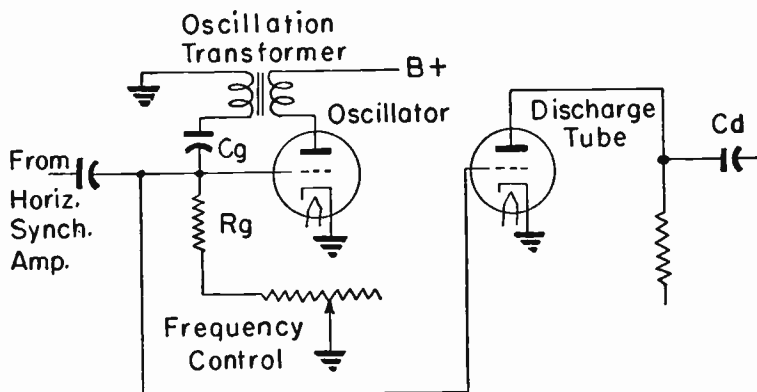 Oscillation
Transformer
B+
Oscillator
Discharge
Tube
Cd
Cg
From
Horiz.
Synch.
Amp.
Rg
Frequency
Control